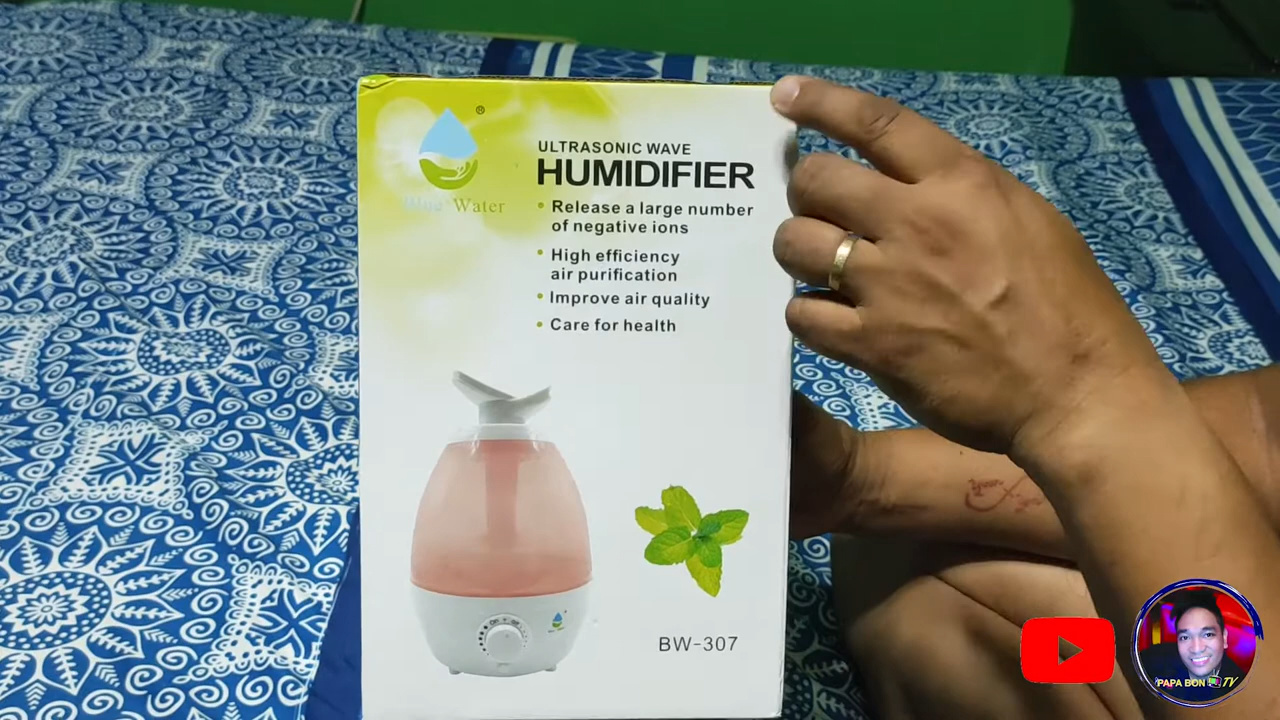 ®
Blue Water
ULTRASONIC WAVE
HUMIDIFIER
• Release a large number
of negative ions
• High efficiency
air purification
• Improve air quality
• Care for health
BW-307
PAPA BON TV